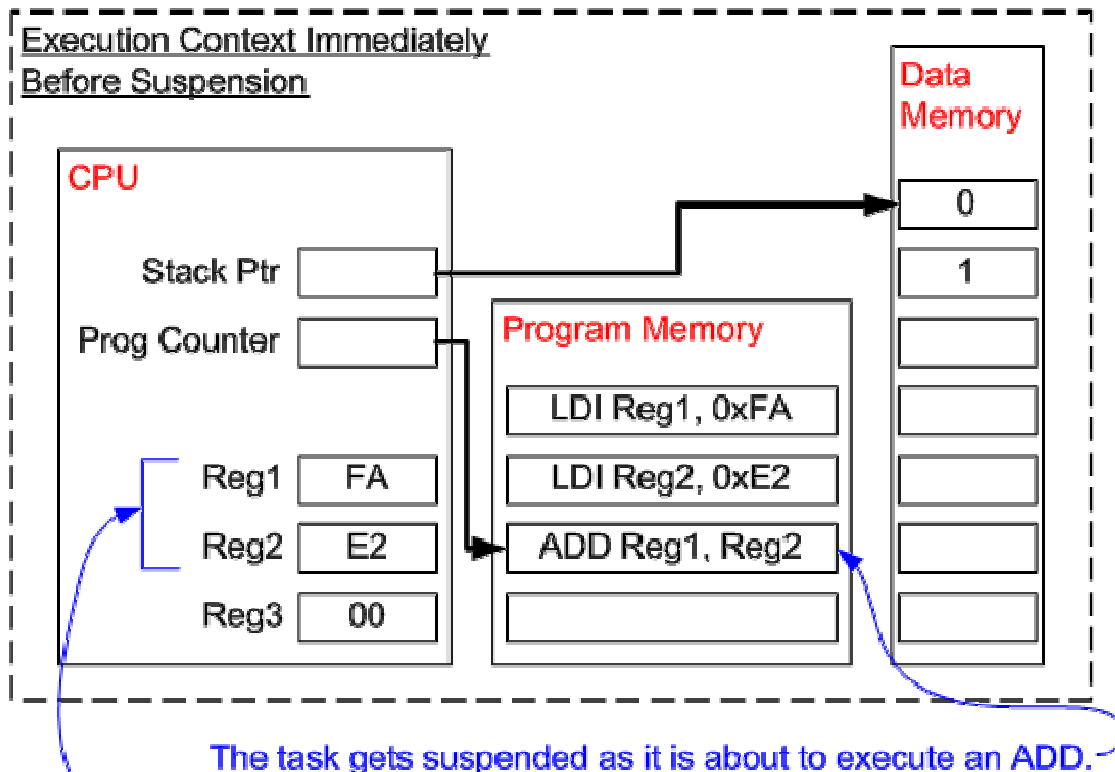 Execution Context Immediately
Before Suspension
Data
Memory
CPU
0
Stack Ptr
1
Prog Counter
Program Memory
LDI Reg1, 0xFA
Reg1
FA
LDI Reg2, 0xE2
Reg2
E2
ADD Reg1, Reg2
Reg3
00
The task gets suspended as it is about to execute an ADD.